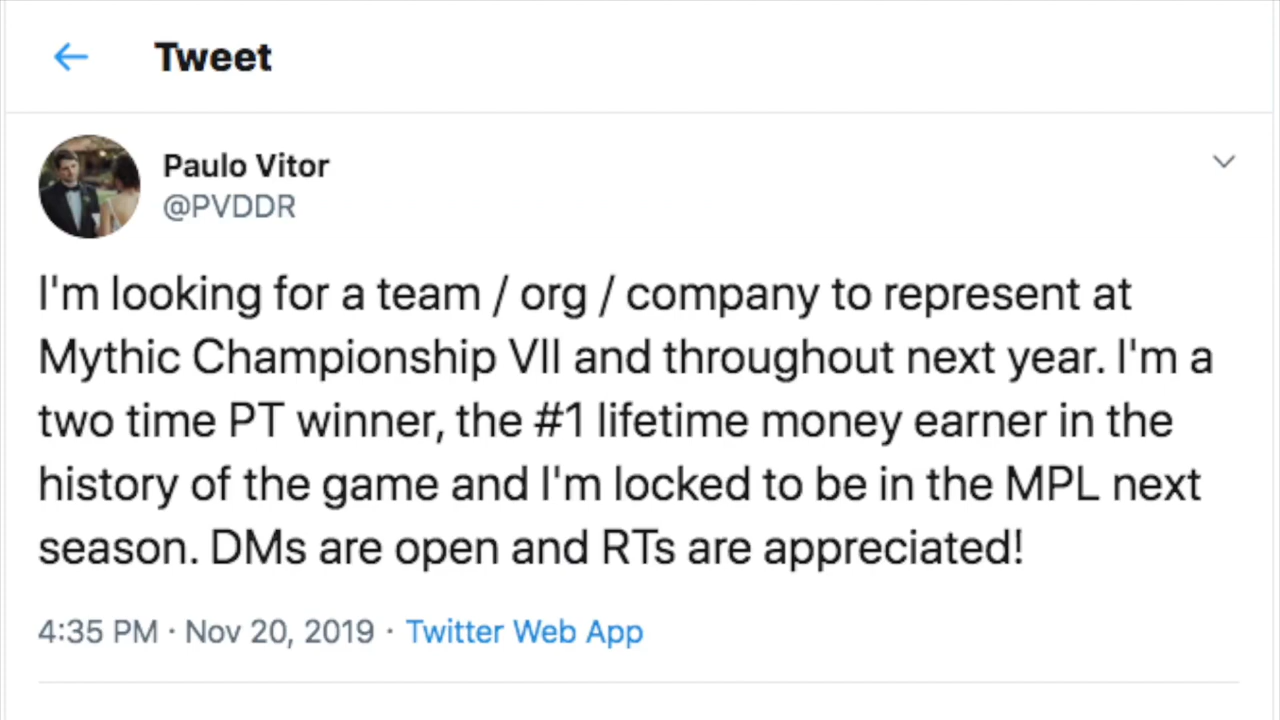 Tweet
Paulo Vitor
@PVDDR
I'm looking for a team / org / company to represent at
Mythic Championship VII and throughout next year. I'm a
two time PT winner, the #1 lifetime money earner in the
history of the game and I'm locked to be in the MPL next
season. DMs are open and RTs are appreciated!
4:35 PM · Nov 20, 2019 · Twitter Web App